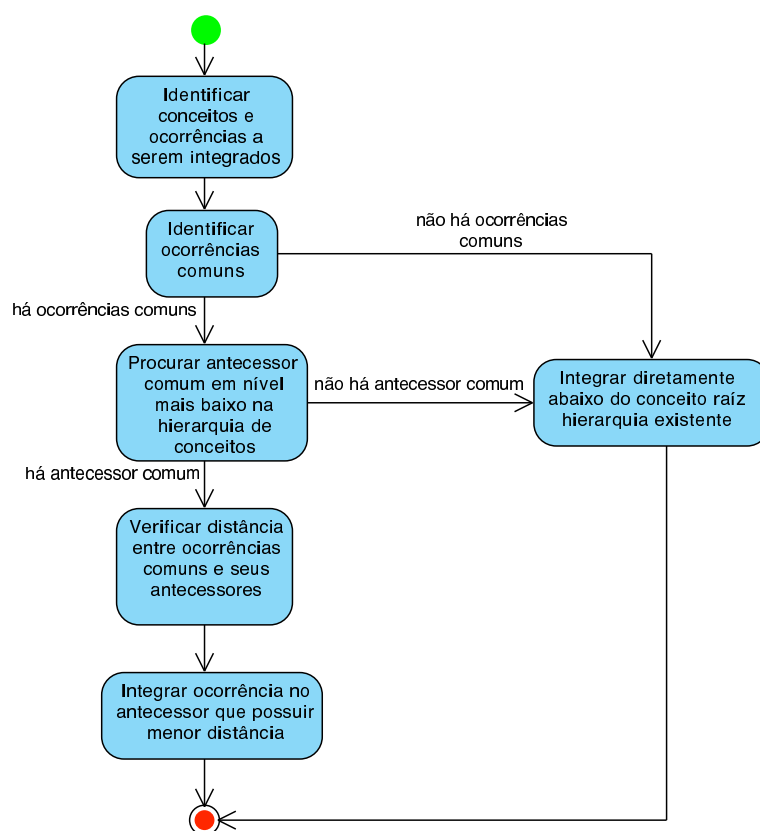 Identificar
conceitos e
ocorrências a
serem integrados
Identificar
ocorrências
comuns
não há ocorrências
comuns
há ocorrências comuns
Procurar antecessor
comum em nível
mais baixo na
hierarquia de
conceitos
não há antecessor comum
Integrar diretamente
abaixo do conceito raíz
hierarquia existente
há antecessor comum
Verificar distância
entre ocorrências
comuns e seus
antecessores
Integrar ocorrência no
antecessor que possuir
menor distância